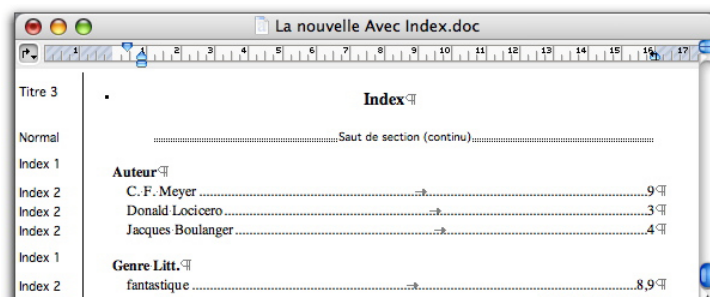 La nouvelle Avec Index.doc
1 1 2 3 4 5 6 7 8 9 10 11 12 13 14 15 16 17
Titre 3 Index¶
Normal Saut de section (continu)
Index 1 Auteur¶
Index 2 C.·F.·Meyer → 9¶
Index 2 Donald·Locicero → 3¶
Index 2 Jacques·Boulanger → 4¶
Index 1 Genre·Litt.¶
Index 2 fantastique → 8,9¶